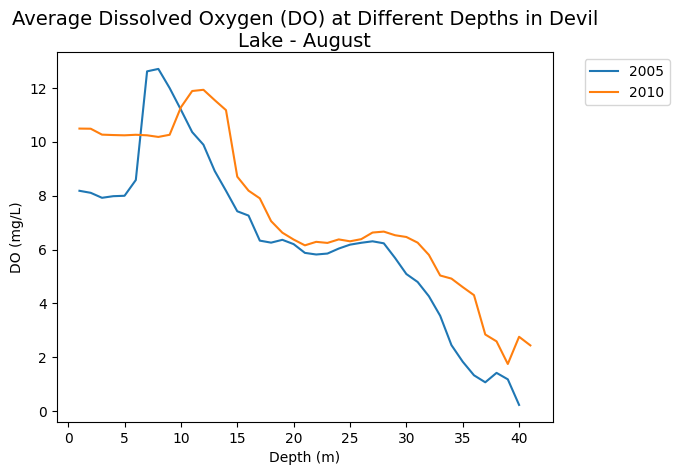 Average Dissolved Oxygen (DO) at Different Depths in Devil
Lake - August
2005
2010
DO (mg/L)
12
10
8
6
4
2
0
0 5 10 15 20 25 30 35 40
Depth (m)